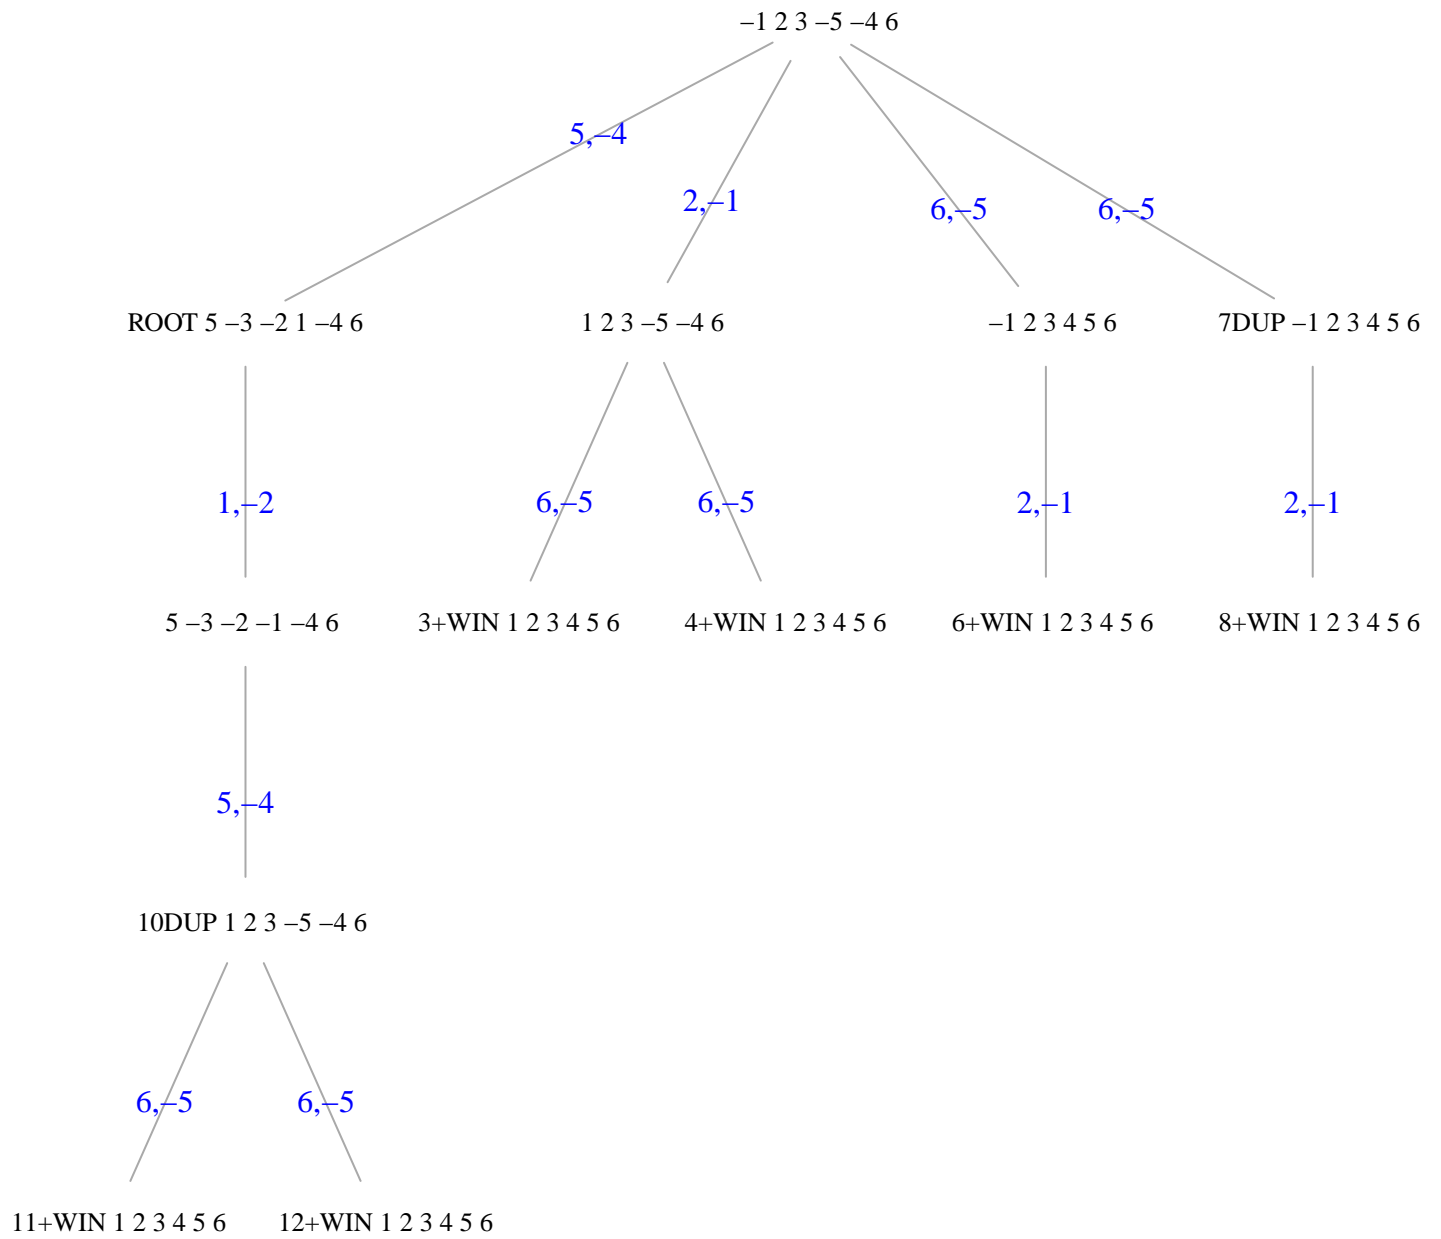 –1 2 3 –5 –4 6
5,–4
2,–1
6,–5
6,–5
ROOT 5 –3 –2 1 –4 6
1 2 3 –5 –4 6
–1 2 3 4 5 6
7DUP –1 2 3 4 5 6
1,–2
6,–5
6,–5
2,–1
2,–1
5 –3 –2 –1 –4 6
3+WIN 1 2 3 4 5 6
4+WIN 1 2 3 4 5 6
6+WIN 1 2 3 4 5 6
8+WIN 1 2 3 4 5 6
5,–4
10DUP 1 2 3 –5 –4 6
6,–5
6,–5
11+WIN 1 2 3 4 5 6
12+WIN 1 2 3 4 5 6